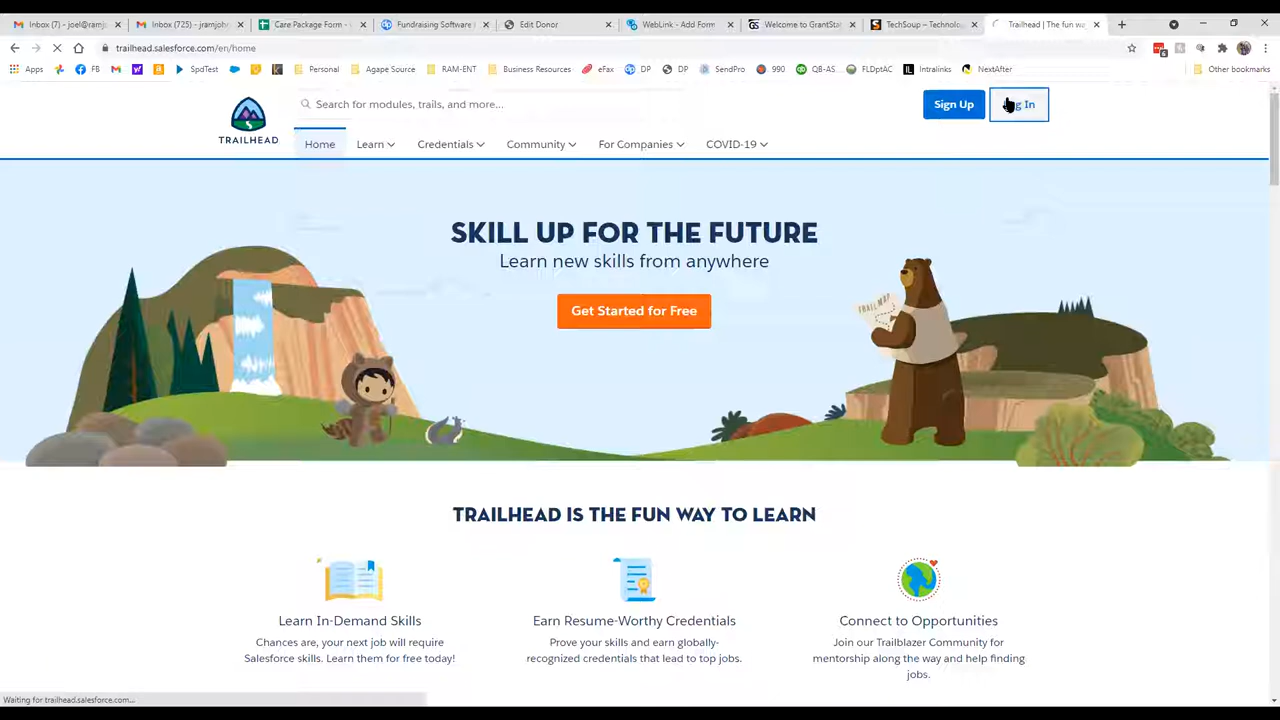 Inbox (7) - joel@ramj
Inbox (725) - jramjohn
Care Package Form -
Fundraising Software
Edit Donor
WebLink - Add Form
Welcome to GrantStat
TechSoup – Technolo
Trailhead | The fun wa
trailhead.salesforce.com/en/home
Apps
FB
SpdTest
Personal
Agape Source
RAM-ENT
Business Resources
eFax
DP
DP
SendPro
990
QB-AS
FLDptAC
Intralinks
NextAfter
Other bookmarks
TRAILHEAD
Search for modules, trails, and more...
Sign Up
Log In
Home
Learn
Credentials
Community
For Companies
COVID-19
SKILL UP FOR THE FUTURE
Learn new skills from anywhere
Get Started for Free
TRAIL MAP
TRAILHEAD IS THE FUN WAY TO LEARN
Learn In-Demand Skills
Chances are, your next job will require
Salesforce skills. Learn them for free today!
Earn Resume-Worthy Credentials
Prove your skills and earn globally-
recognized credentials that lead to top jobs.
Connect to Opportunities
Join our Trailblazer Community for
mentorship along the way and help finding
jobs.
Waiting for trailhead.salesforce.com...